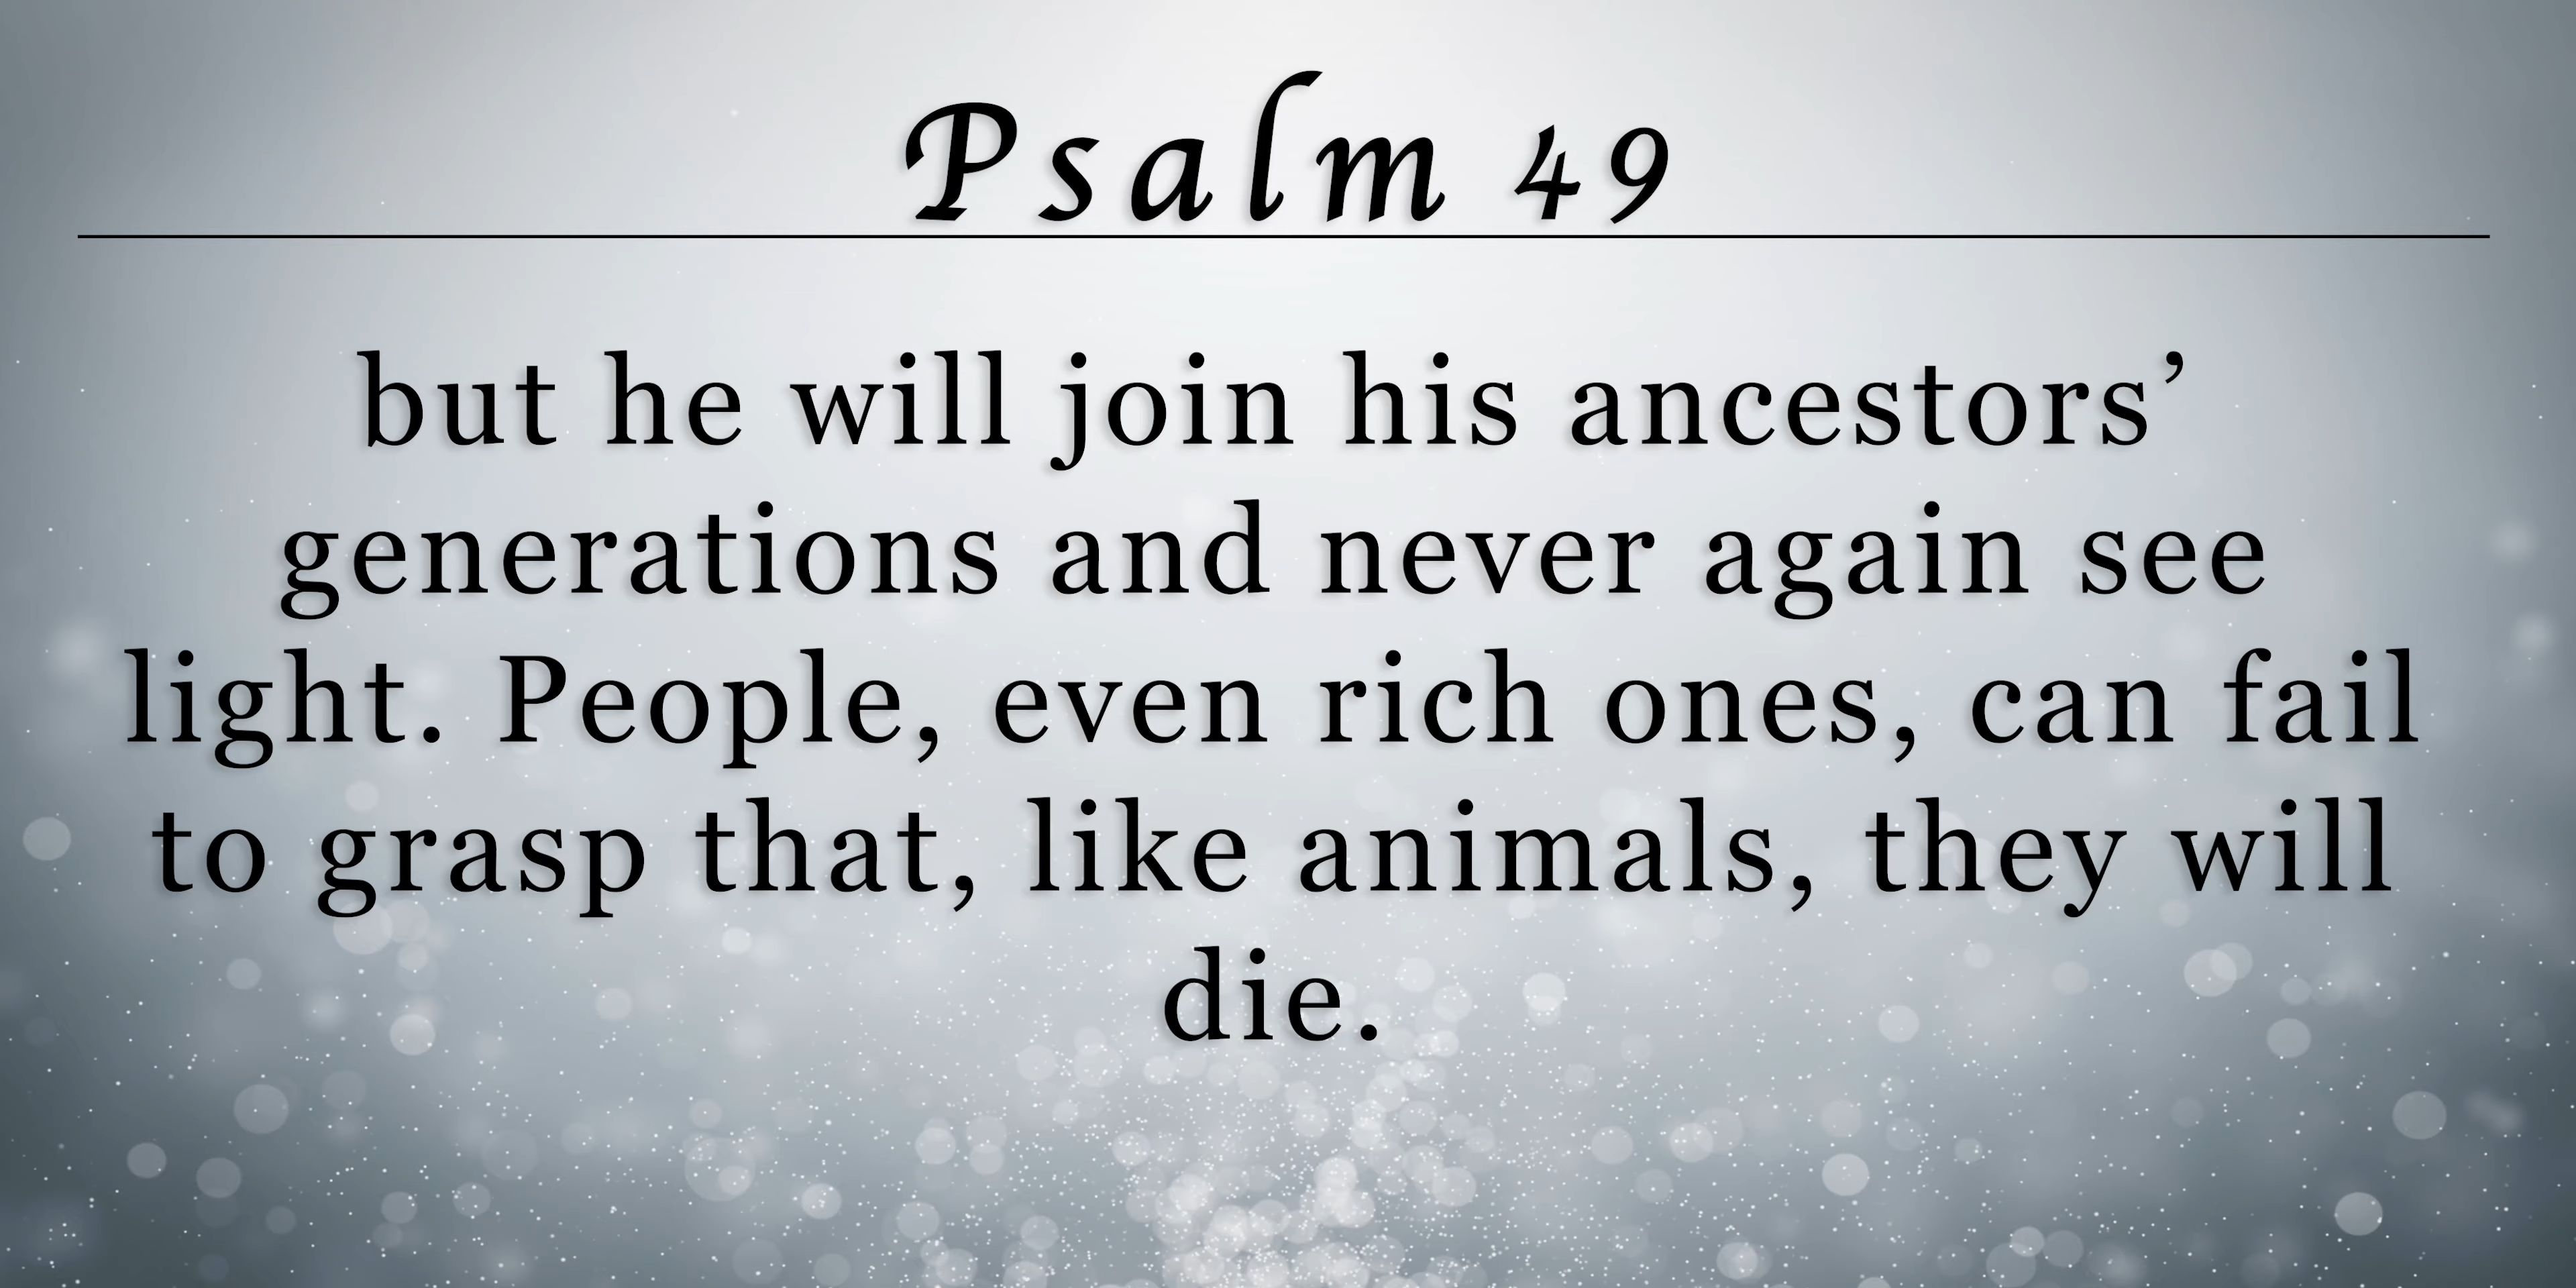 Psalm 49
but he will join his ancestors’
generations and never again see
light. People, even rich ones, can fail
to grasp that, like animals, they will
die.